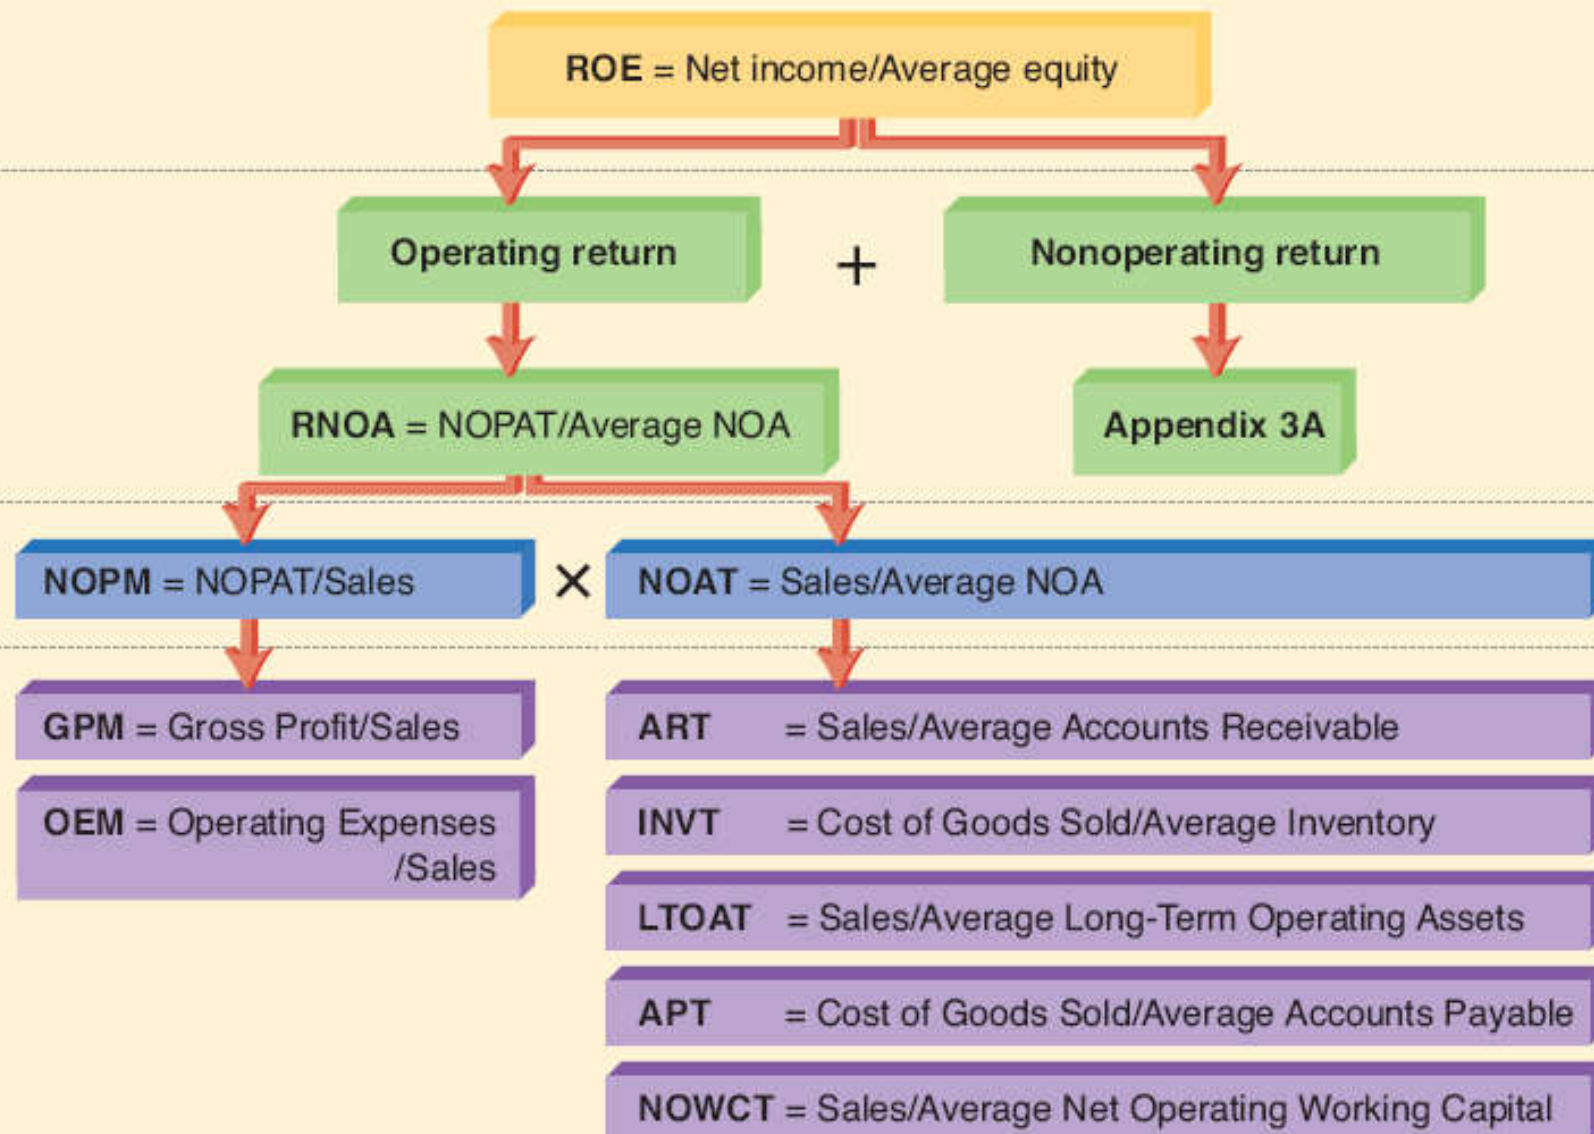 ROE = Net income/Average equity
Operating return
+
Nonoperating return
RNOA = NOPAT/Average NOA
Appendix 3A
NOPM = NOPAT/Sales
×
NOAT = Sales/Average NOA
GPM = Gross Profit/Sales
OEM = Operating Expenses
/Sales
ART = Sales/Average Accounts Receivable
INVT = Cost of Goods Sold/Average Inventory
LTOAT = Sales/Average Long-Term Operating Assets
APT = Cost of Goods Sold/Average Accounts Payable
NOWCT = Sales/Average Net Operating Working Capital